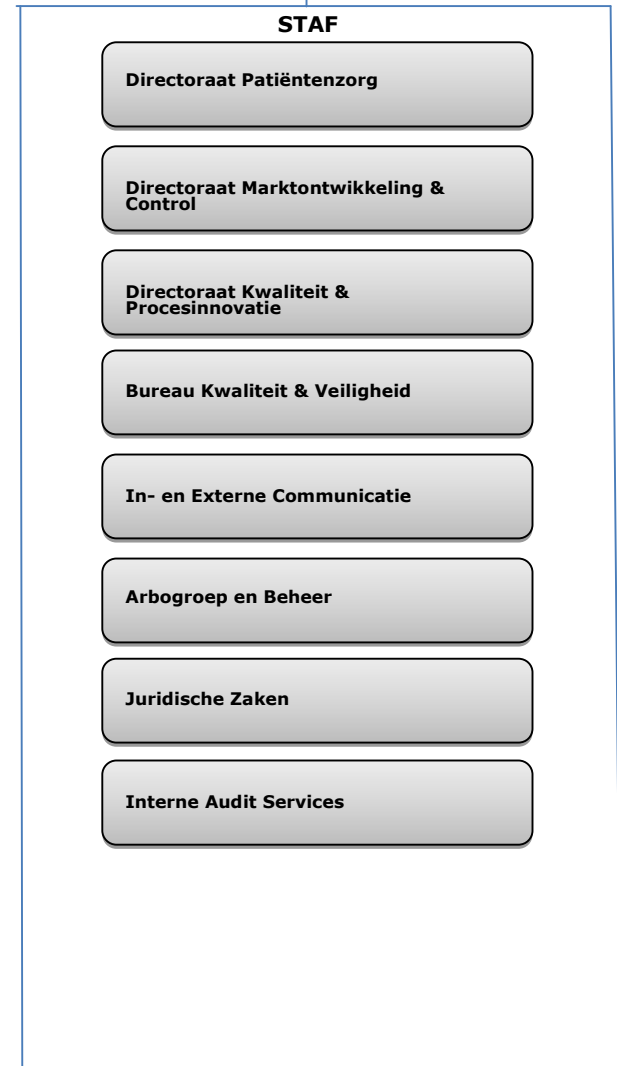 STAF
Directoraat Patiëntenzorg
Directoraat Marktontwikkeling &
Control
Directoraat Kwaliteit &
Procesinnovatie
Bureau Kwaliteit & Veiligheid
In- en Externe Communicatie
Arbogroep en Beheer
Juridische Zaken
Interne Audit Services